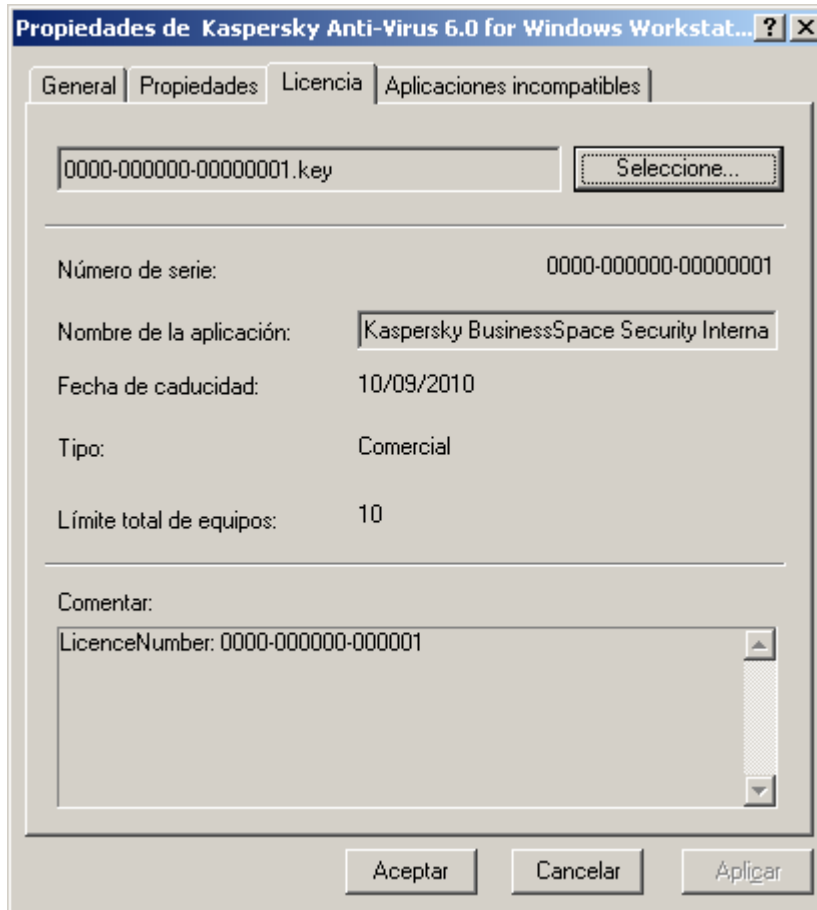 Propiedades de Kaspersky Anti-Virus 6.0 for Windows Workstat...
General Propiedades Licencia Aplicaciones incompatibles
0000-000000-00000001.key Seleccione...
Número de serie: 0000-000000-00000001
Nombre de la aplicación: Kaspersky BusinessSpace Security Interna
Fecha de caducidad: 10/09/2010
Tipo: Comercial
Límite total de equipos: 10
Comentar:
LicenceNumber: 0000-000000-000001
Aceptar Cancelar Aplicar